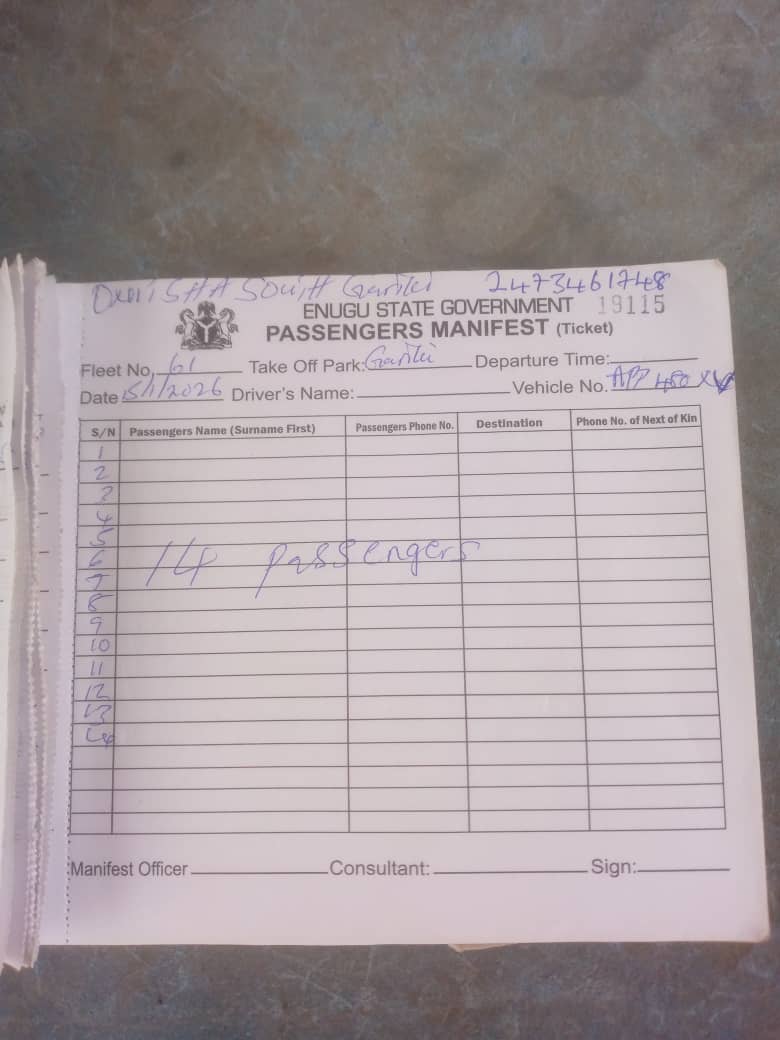 SOUTH Gariki 2473461748
ENUGU STATE GOVERNMENT 19115
PASSENGERS MANIFEST (Ticket)
Fleet No. 61 Take Off Park: Gariki Departure Time:
Date 15/1/2026 Driver's Name: Vehicle No.
S/N Passengers Name (Surname First) Passengers Phone No. Destination Phone No. of Next of Kin
1
2
3
4
5
6
14 passengers
7
8
9
10
11
12
13
14
Manifest Officer Consultant: Sign: